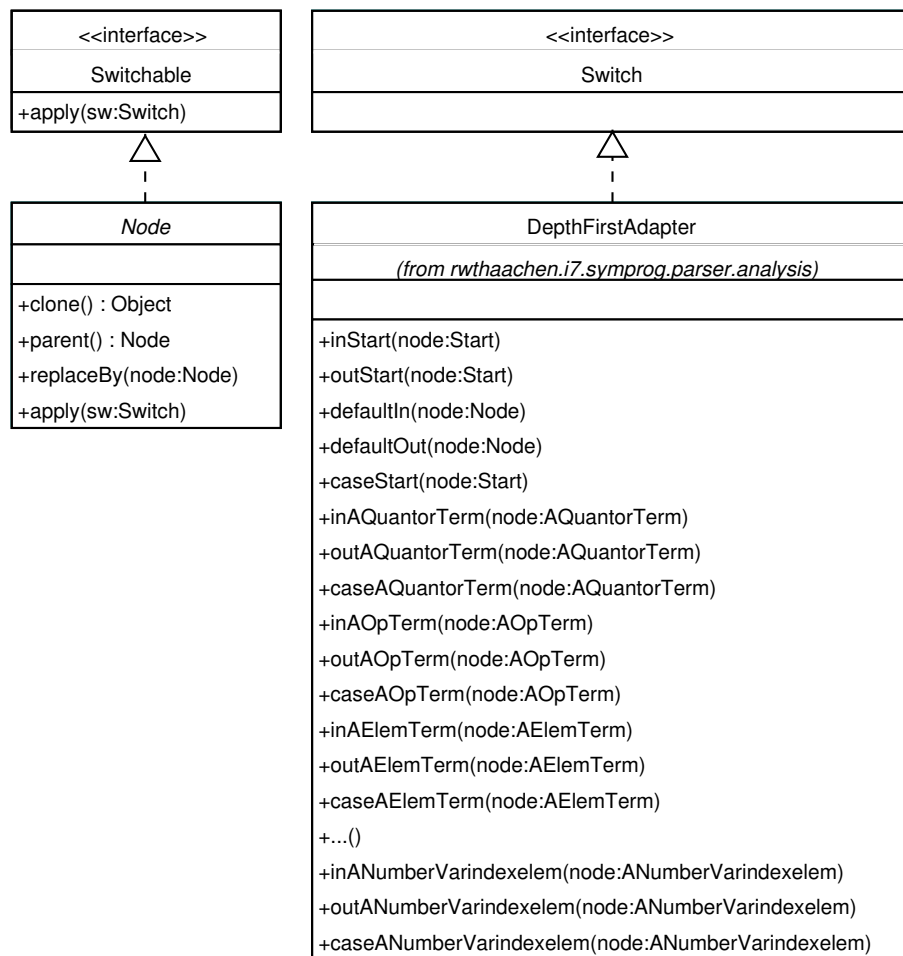 <<interface>>
Switchable
+apply(sw:Switch)
<<interface>>
Switch
Node
+clone() : Object
+parent() : Node
+replaceBy(node:Node)
+apply(sw:Switch)
DepthFirstAdapter
(from rwthaachen.i7.symprog.parser.analysis)
+inStart(node:Start)
+outStart(node:Start)
+defaultIn(node:Node)
+defaultOut(node:Node)
+caseStart(node:Start)
+inAQuantorTerm(node:AQuantorTerm)
+outAQuantorTerm(node:AQuantorTerm)
+caseAQuantorTerm(node:AQuantorTerm)
+inAOpTerm(node:AOpTerm)
+outAOpTerm(node:AOpTerm)
+caseAOpTerm(node:AOpTerm)
+inAElemTerm(node:AElemTerm)
+outAElemTerm(node:AElemTerm)
+caseAElemTerm(node:AElemTerm)
+...()
+inANumberVarindexelem(node:ANumberVarindexelem)
+outANumberVarindexelem(node:ANumberVarindexelem)
+caseANumberVarindexelem(node:ANumberVarindexelem)